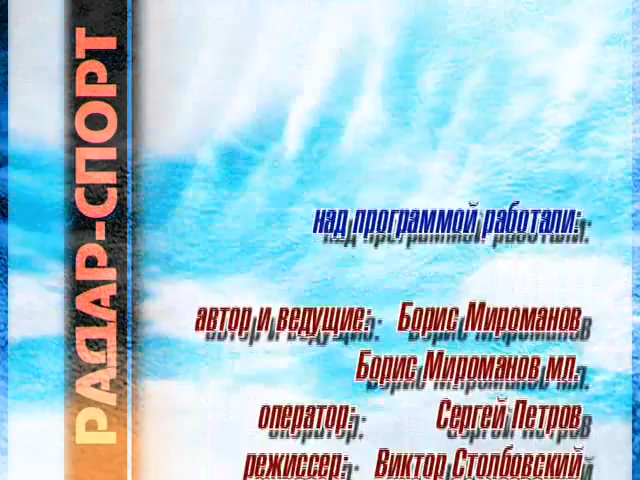 РАДАР-СПОРТ
над программой работали:
автор и ведущие: Борис Мироманов
Борис Мироманов мл.
оператор: Сергей Петров
режиссер: Виктор Столбовский